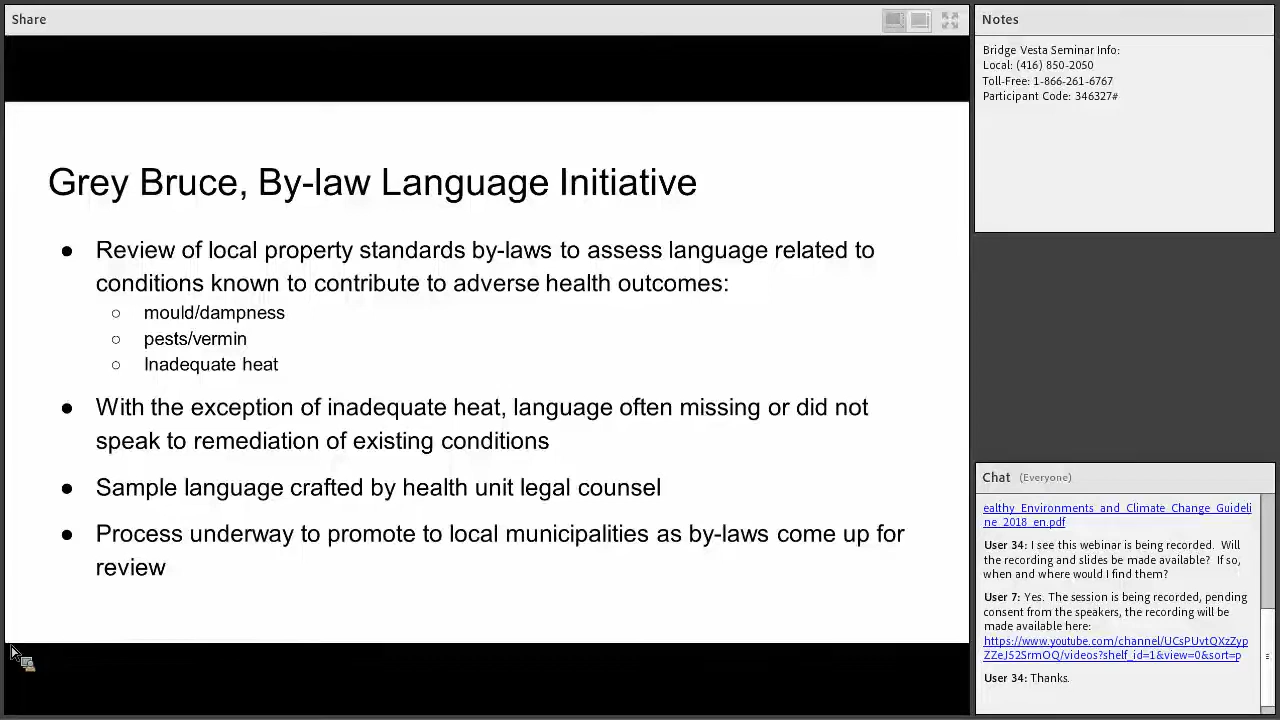 Share
Grey Bruce, By-law Language Initiative
● Review of local property standards by-laws to assess language related to
conditions known to contribute to adverse health outcomes:
○ mould/dampness
○ pests/vermin
○ Inadequate heat
● With the exception of inadequate heat, language often missing or did not
speak to remediation of existing conditions
● Sample language crafted by health unit legal counsel
● Process underway to promote to local municipalities as by-laws come up for
review
Notes
Bridge Vesta Seminar Info:
Local: (416) 850-2050
Toll-Free: 1-866-261-6767
Participant Code: 346327#
Chat (Everyone)
ealthy_Environments_and_Climate_Change_Guideli
ne_2018_en.pdf
User 34: I see this webinar is being recorded. Will
the recording and slides be made available? If so,
when and where would I find them?
User 7: Yes. The session is being recorded, pending
consent from the speakers, the recording will be
made available here:
https://www.youtube.com/channel/UCsPUvtQXzZyp
ZZeJ52SrmOQ/videos?shelf_id=1&view=0&sort=p
User 34: Thanks.